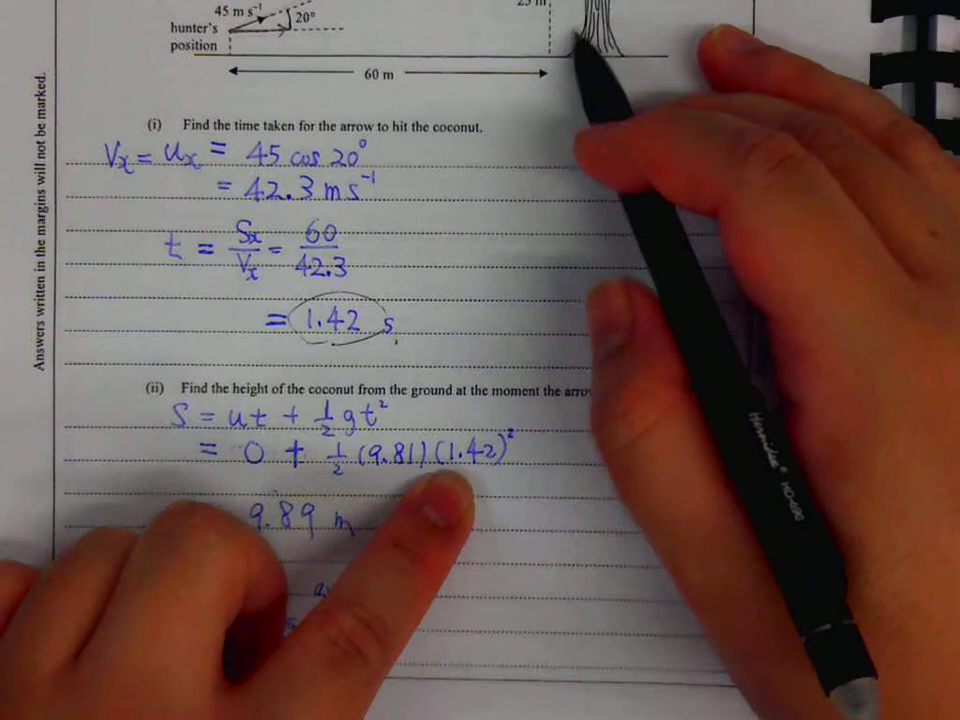 45 m s⁻¹
20°
25 m
hunter's
position
60 m
Answers written in the margins will not be marked.
(i) Find the time taken for the arrow to hit the coconut.
Vx = Ux = 45 cos 20°
= 42.3 m s⁻¹
t = Sx/Vx = 60/42.3
= 1.42 s
(ii) Find the height of the coconut from the ground at the moment the arro
S = ut + ½gt²
= 0 + ½ (9.81) (1.42)²
9.89 m